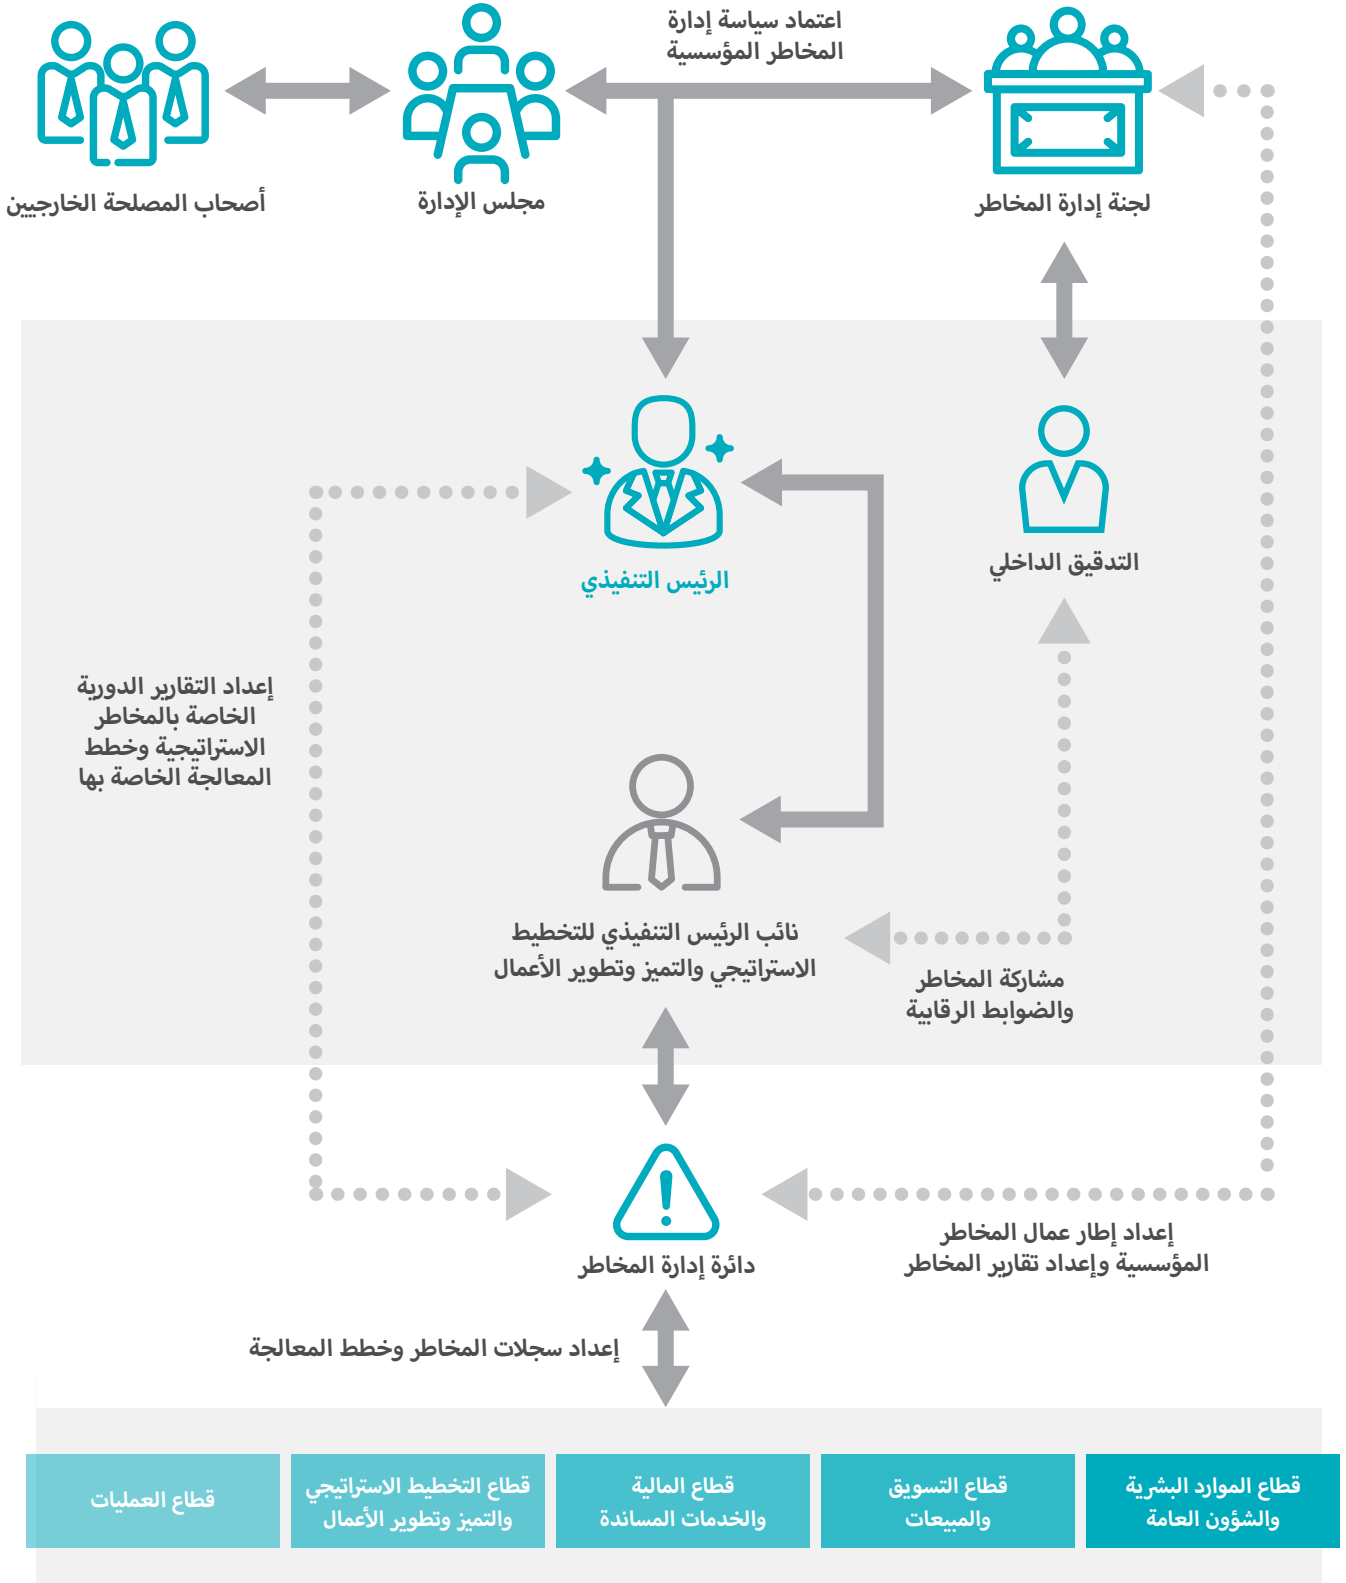 اعتماد سياسة إدارة
المخاطر المؤسسية
لجنة إدارة المخاطر
مجلس الإدارة
أصحاب المصلحة الخارجيين
التدقيق الداخلي
الرئيس التنفيذي
إعداد التقارير الدورية
الخاصة بالمخاطر
الاستراتيجية وخطط
المعالجة الخاصة بها
نائب الرئيس التنفيذي للتخطيط
الاستراتيجي والتميز وتطوير الأعمال
مشاركة المخاطر
والضوابط الرقابية
إعداد إطار عمال المخاطر
المؤسسية وإعداد تقارير المخاطر
دائرة إدارة المخاطر
إعداد سجلات المخاطر وخطط المعالجة
قطاع الموارد البشرية
والشؤون العامة
قطاع التسويق
والمبيعات
قطاع المالية
والخدمات المساندة
قطاع التخطيط الاستراتيجي
والتميز وتطوير الأعمال
قطاع العمليات